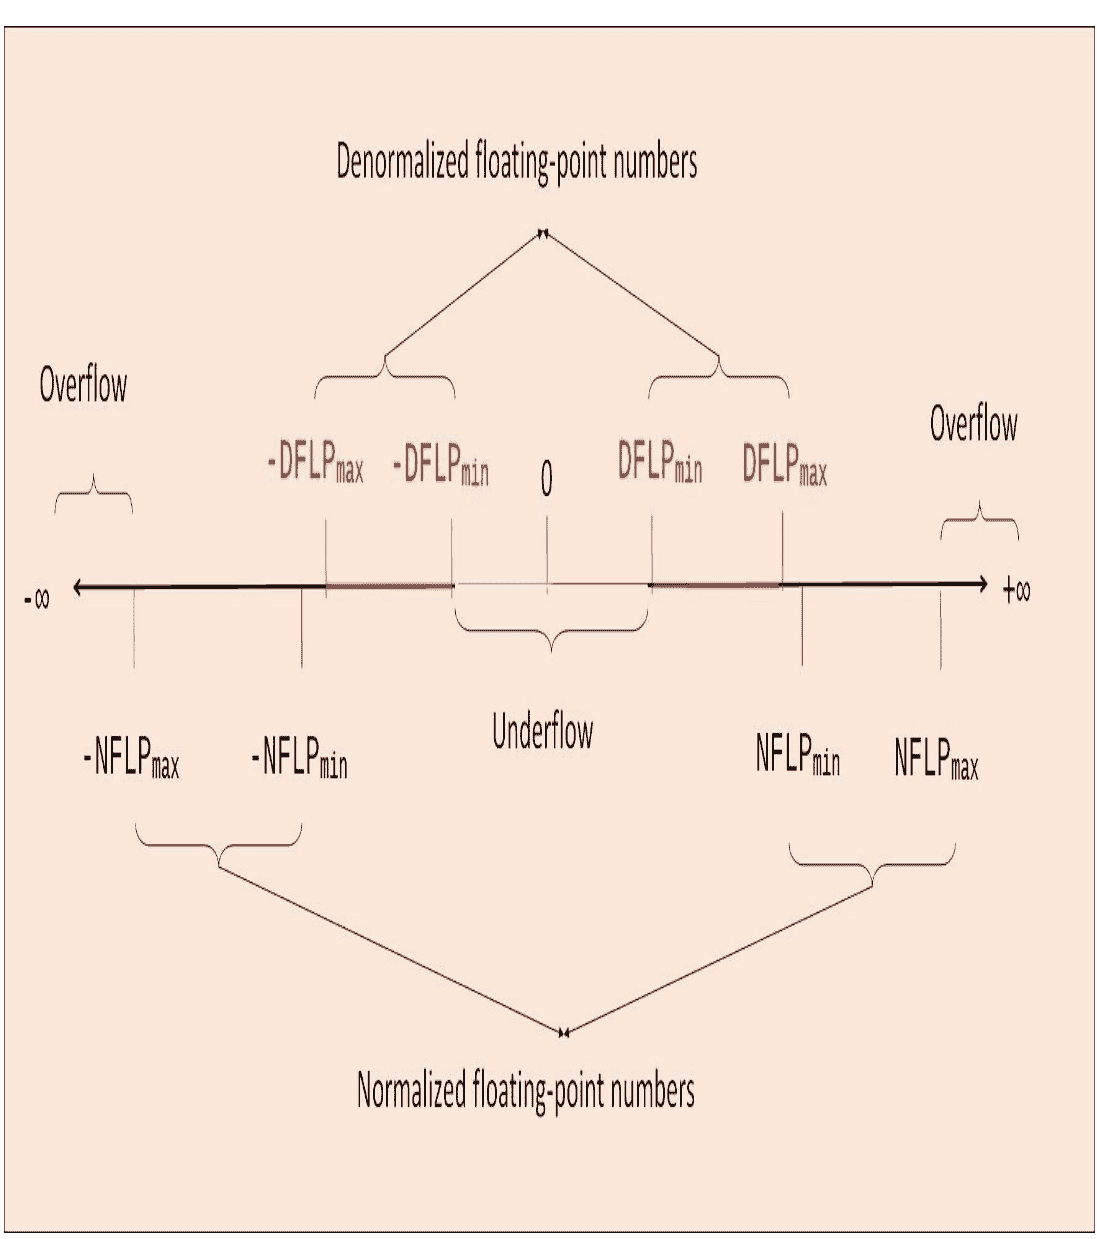 Denormalized floating-point numbers
Overflow
Overflow
-DFLPmax -DFLPmin 0 DFLPmin DFLPmax
-∞ +∞
Underflow
-NFLPmax -NFLPmin NFLPmin NFLPmax
Normalized floating-point numbers